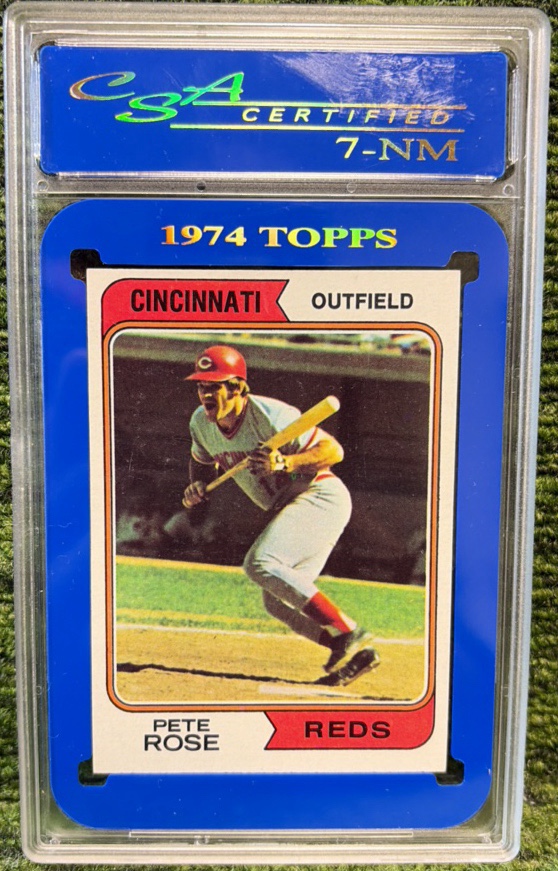 CSA
CERTIFIED
7-NM
1974 TOPPS
CINCINNATI OUTFIELD
C
PETE
ROSE
REDS